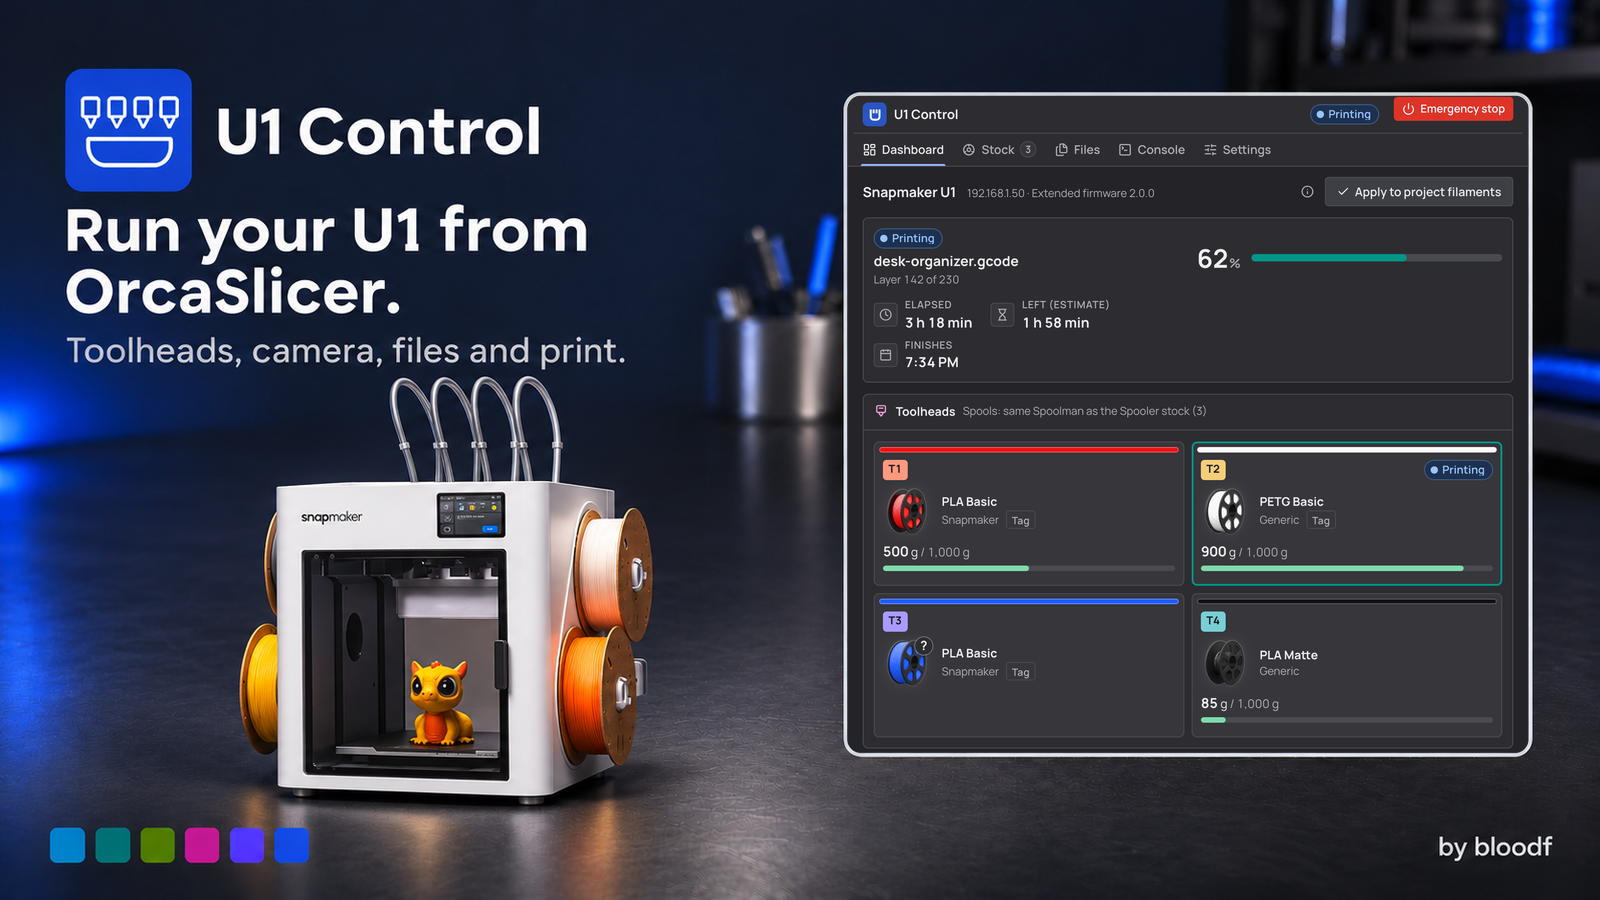 U1 Control
Run your U1 from
OrcaSlicer.
Toolheads, camera, files and print.
snapmaker
U1 Control
Printing
Emergency stop
Dashboard
Stock 3
Files
Console
Settings
Snapmaker U1
192.168.1.50 · Extended firmware 2.0.0
Apply to project filaments
Printing
desk-organizer.gcode
Layer 142 of 230
62%
ELAPSED
3 h 18 min
LEFT (ESTIMATE)
1 h 58 min
FINISHES
7:34 PM
Toolheads
Spools: same Spoolman as the Spooler stock (3)
T1
PLA Basic
Snapmaker Tag
500 g / 1,000 g
T2
Printing
PETG Basic
Generic Tag
900 g / 1,000 g
T3
?
PLA Basic
Snapmaker Tag
T4
PLA Matte
Generic
85 g / 1,000 g
by bloodf